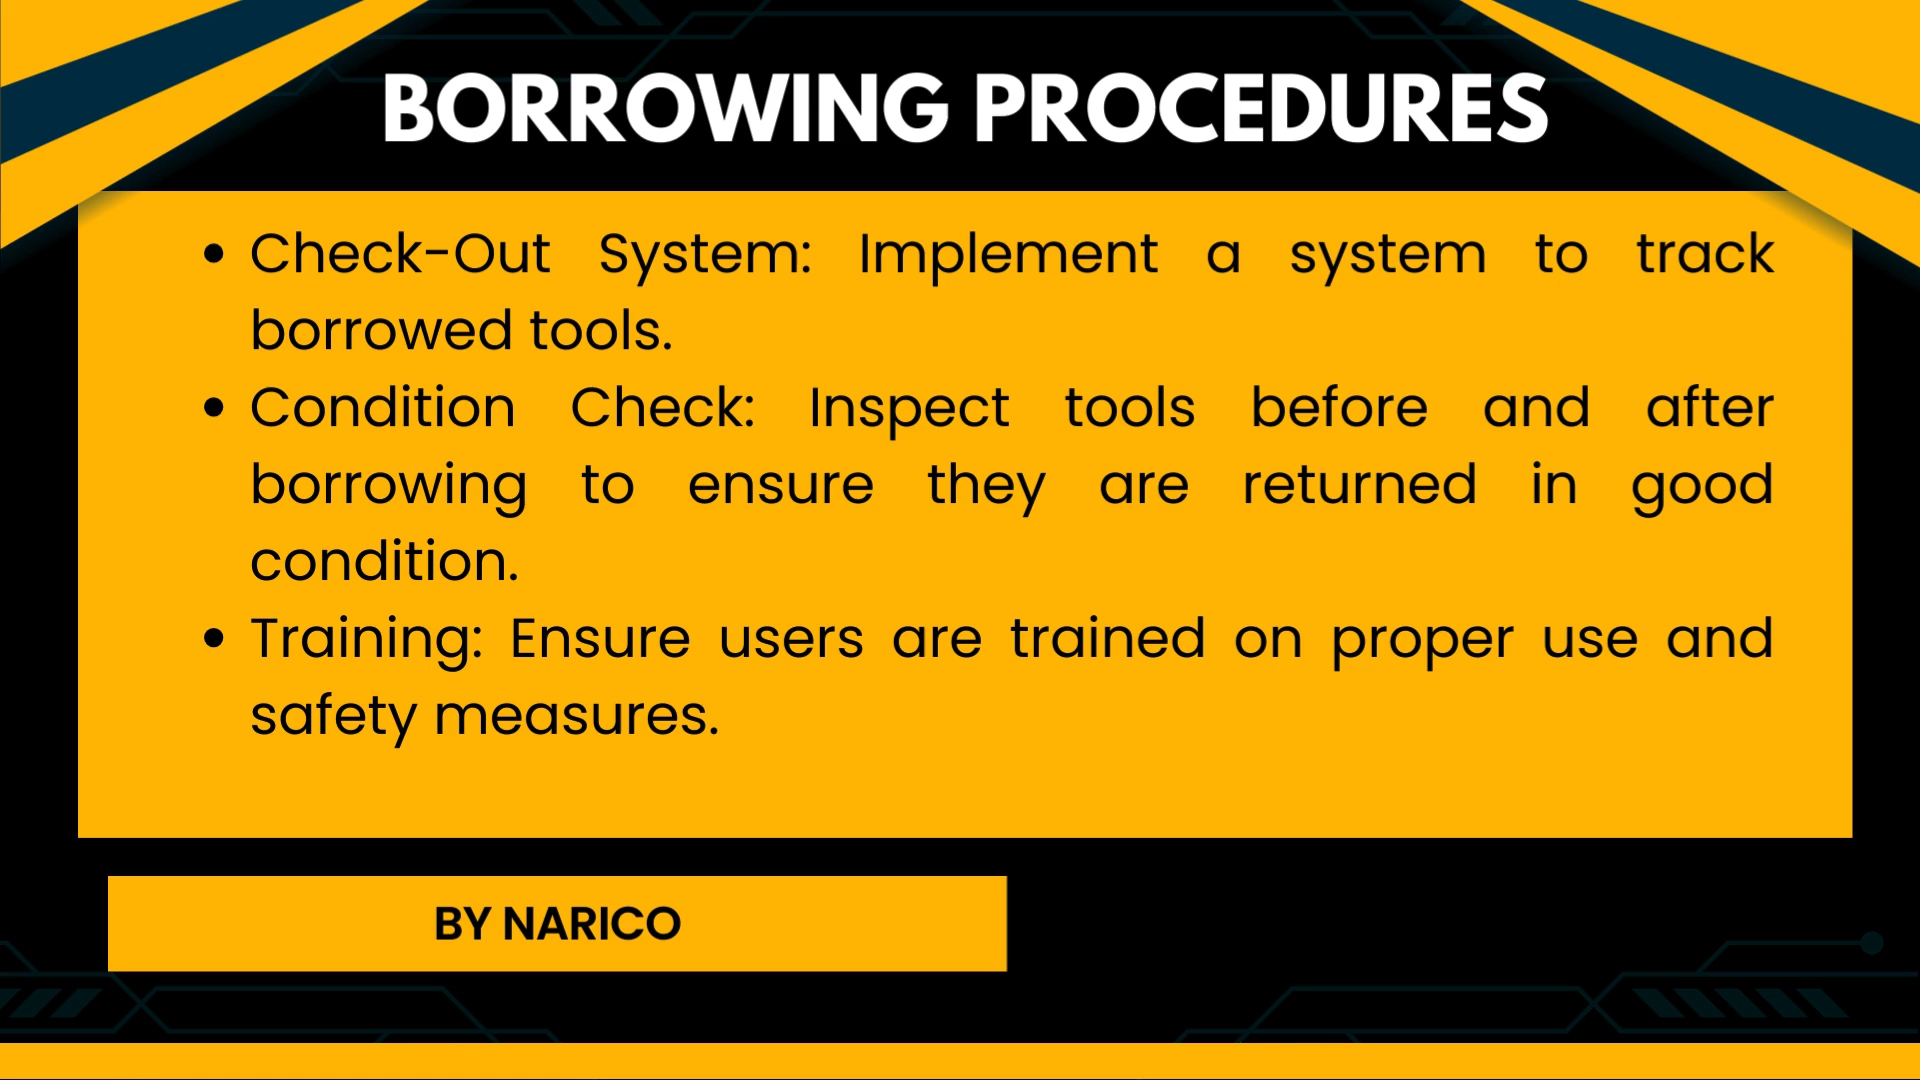 BORROWING PROCEDURES
• Check-Out System: Implement a system to track
borrowed tools.
• Condition Check: Inspect tools before and after
borrowing to ensure they are returned in good
condition.
• Training: Ensure users are trained on proper use and
safety measures.
BY NARICO